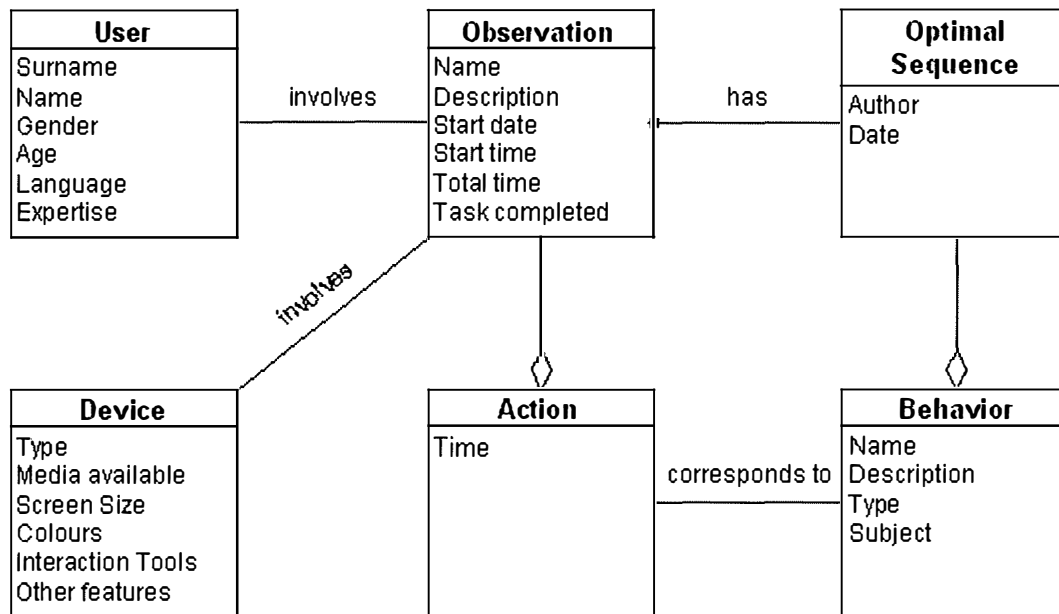 User
Surname
Name
Gender
Age
Language
Expertise
involves
Observation
Name
Description
Start date
Start time
Total time
Task completed
has
Optimal
Sequence
Author
Date
involves
Device
Type
Media available
Screen Size
Colours
Interaction Tools
Other features
Action
Time
corresponds to
Behavior
Name
Description
Type
Subject